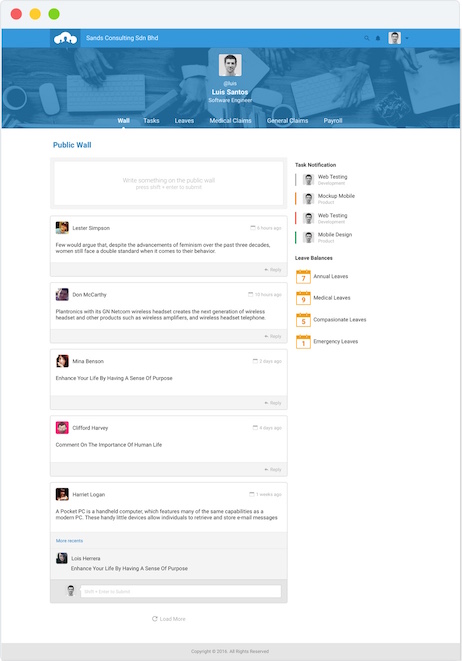 Sands Consulting Sdn Bhd
@luis
Luis Santos
Software Engineer
Wall Tasks Leaves Medical Claims General Claims Payroll
Public Wall
Write something on the public wall
press shift + enter to submit
Lester Simpson 6 hours ago
Few would argue that, despite the advancements of feminism over the past three decades,
women still face a double standard when it comes to their behavior.
Reply
Don McCarthy 19 hours ago
Plantronics with its GN Netcom wireless headset creates the next generation of wireless
headset and other products such as wireless amplifiers, and wireless headset telephone.
Reply
Mina Benson 2 days ago
Enhance Your Life By Having A Sense Of Purpose
Reply
Clifford Harvey 4 days ago
Comment On The Importance Of Human Life
Reply
Harriet Logan 1 weeks ago
A Pocket PC is a handheld computer, which features many of the same capabilities as a
modern PC. These handy little devices allow individuals to retrieve and store e-mail messages
More recents
Lois Herrera
Enhance Your Life By Having A Sense Of Purpose
Shift + Enter to Submit
Load More
Task Notification
Web Testing
Development
Mockup Mobile
Product
Web Testing
Development
Mobile Design
Product
Leave Balances
7 Annual Leaves
9 Medical Leaves
5 Compasionate Leaves
1 Emergency Leaves
Copyright © 2016. All Rights Reserved